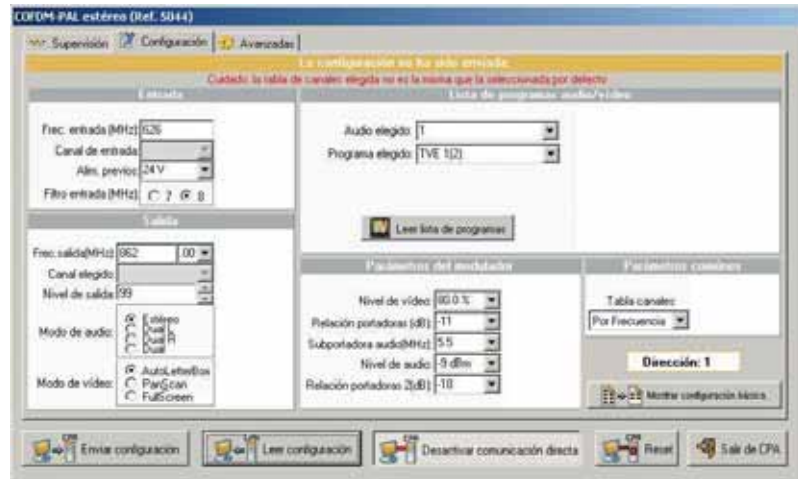 COFDM-PAL estéreo (Ref. 5044)
Supervisión Configuración Avanzadas
La configuración no ha sido enviada
Cuidado: la tabla de canales elegida no es la misma que la seleccionada por defecto
Entrada
Frec. entrada (MHz): 626
Canal de entrada:
Alim. previos: 24 V
Filtro entrada (MHz): 7 8
Lista de programas audio/vídeo
Audio elegido: 1
Programa elegido: TVE 1(2)
Leer lista de programas
Salida
Frec. salida(MHz): 862 .00
Canal elegido:
Nivel de salida: 99
Modo de audio: Estéreo
Dual L
Dual R
Dual
Modo de vídeo: AutoLetterBox
PanScan
FullScreen
Parámetros del modulador
Nivel de vídeo: 80.0 %
Relación portadoras (dB): -11
Subportadora audio(MHz): 5.5
Nivel de audio: -9 dBm
Relación portadoras 2(dB): -18
Parámetros comunes
Tabla canales:
Por Frecuencia
Dirección: 1
Mostrar configuración básica
Enviar configuración Leer configuración Desactivar comunicación directa Reset Salir de CPA